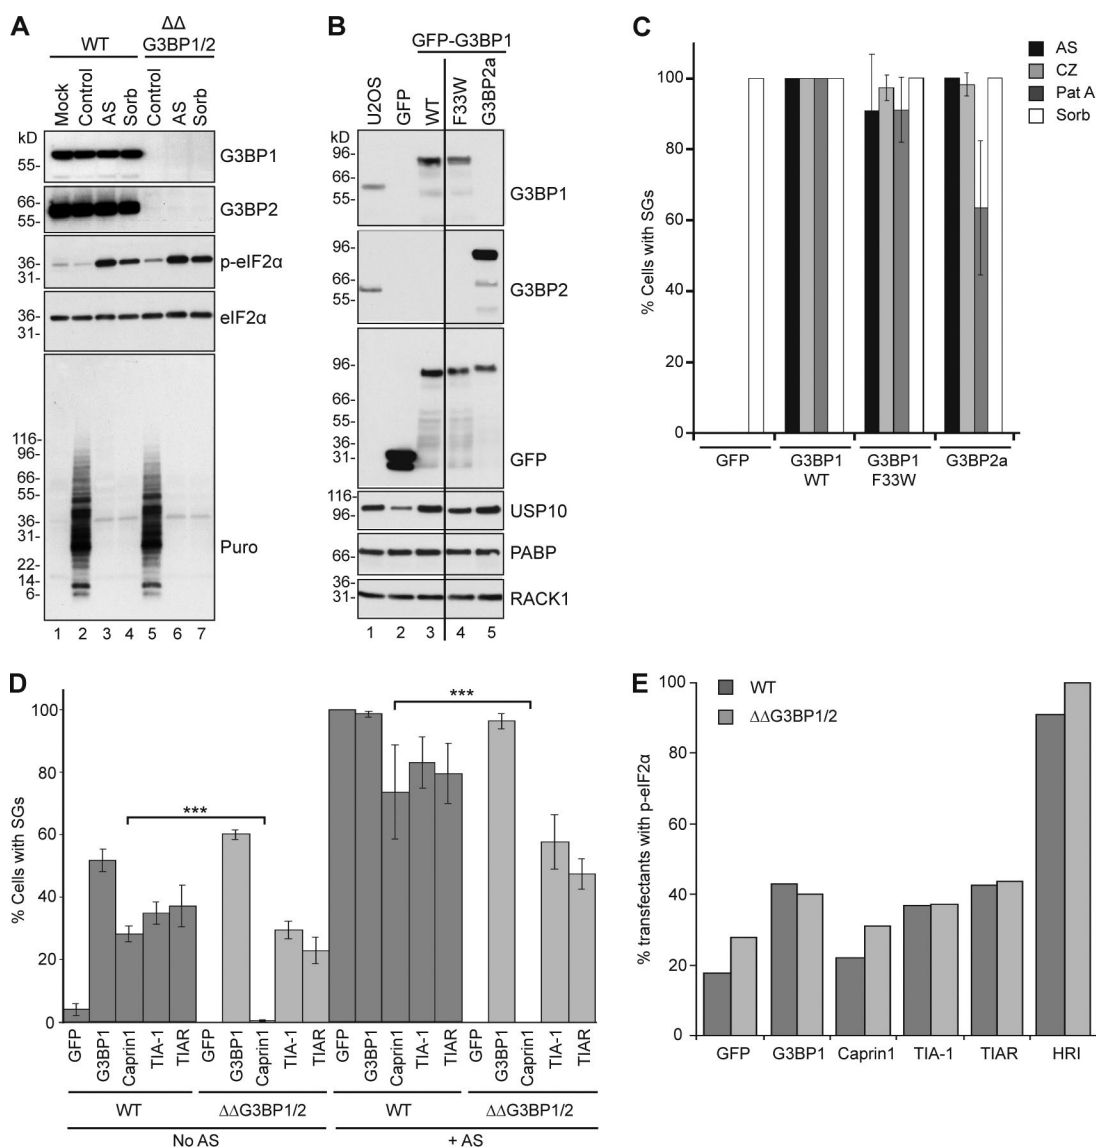 A
WT
ΔΔ
G3BP1/2
Mock
Control
AS
Sorb
Control
AS
Sorb
kD
55-
G3BP1
66-
55-
G3BP2
36-
31-
p-eIF2α
36-
31-
eIF2α
116-
96-
66-
55-
36-
31-
22-
14-
6-
Puro
1 2 3 4 5 6 7
B
GFP-G3BP1
U2OS
GFP
WT
F33W
G3BP2a
kD
96-
66-
55-
G3BP1
96-
66-
55-
G3BP2
96-
66-
55-
36-
31-
GFP
116-
96-
USP10
66-
PABP
36-
31-
RACK1
1 2 3 4 5
C
% Cells with SGs
100
80
60
40
20
0
GFP
G3BP1
WT
G3BP1
F33W
G3BP2a
AS
CZ
Pat A
Sorb
D
% Cells with SGs
100
80
60
40
20
0
***
***
GFP
G3BP1
Caprin1
TIA-1
TIAR
GFP
G3BP1
Caprin1
TIA-1
TIAR
GFP
G3BP1
Caprin1
TIA-1
TIAR
GFP
G3BP1
Caprin1
TIA-1
TIAR
WT
ΔΔG3BP1/2
WT
ΔΔG3BP1/2
No AS
+ AS
E
% transfectants with p-eIF2α
100
80
60
40
20
0
WT
ΔΔG3BP1/2
GFP
G3BP1
Caprin1
TIA-1
TIAR
HRI